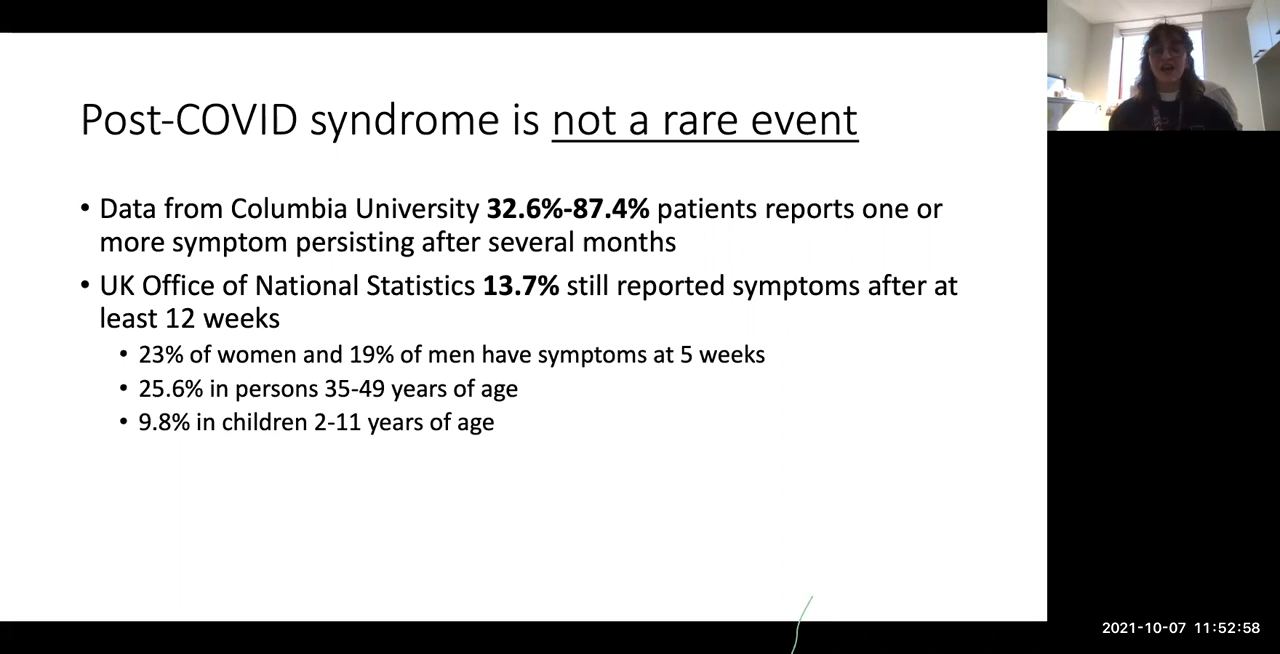 Post-COVID syndrome is not a rare event
• Data from Columbia University 32.6%-87.4% patients reports one or
more symptom persisting after several months
• UK Office of National Statistics 13.7% still reported symptoms after at
least 12 weeks
• 23% of women and 19% of men have symptoms at 5 weeks
• 25.6% in persons 35-49 years of age
• 9.8% in children 2-11 years of age
2021-10-07 11:52:58